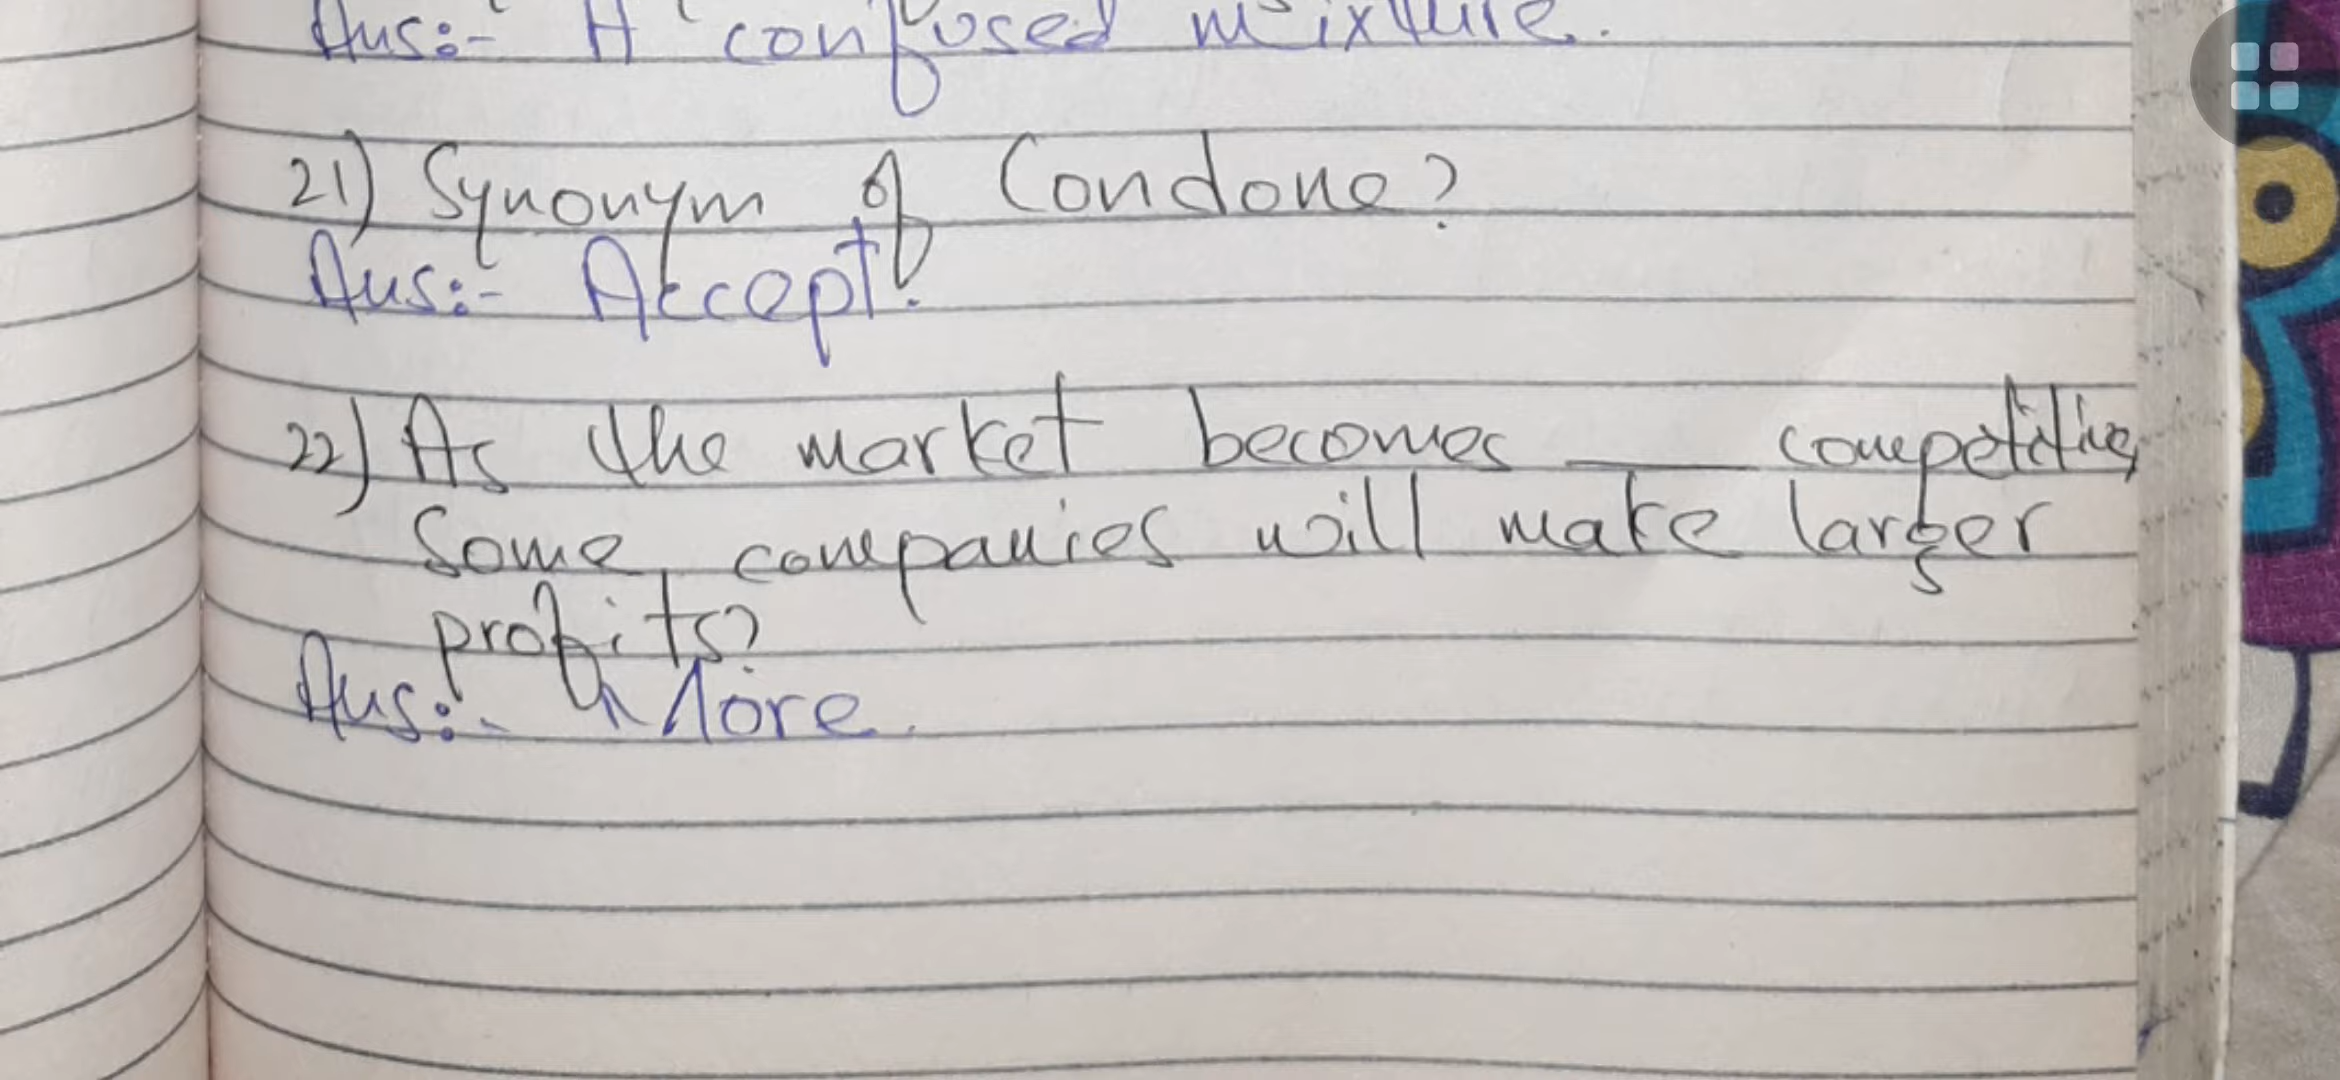 Ans:- A confused mixture.
21) Synonym of Condone?
Ans:- Accept.
22) As the market becomes ___ competitive,
Some companies will make larger
profits?
Ans:- More.